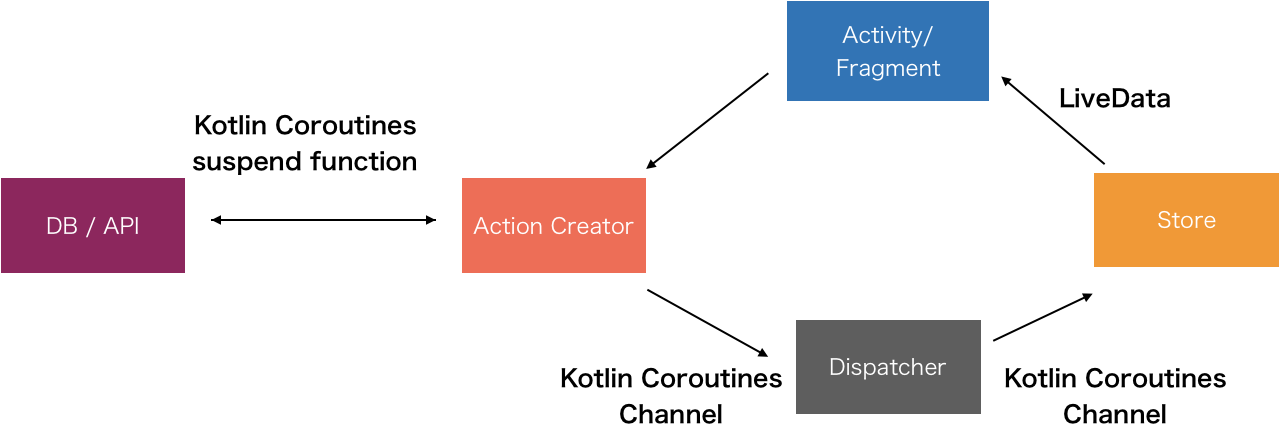 Activity/
Fragment
LiveData
Kotlin Coroutines
suspend function
DB / API
Action Creator
Store
Dispatcher
Kotlin Coroutines
Channel
Kotlin Coroutines
Channel